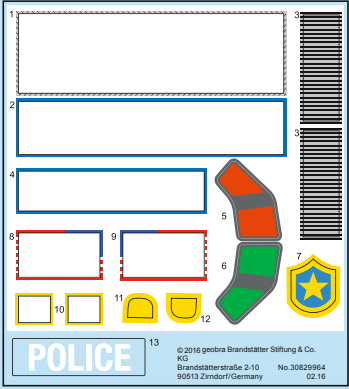 1
3
2
3
4
5
8
9
6
7
10
11
12
13
POLICE
© 2016 geobra Brandstätter Stiftung & Co.
KG
Brandstätterstraße 2-10 No.30829964
90513 Zirndorf/Germany 02.16